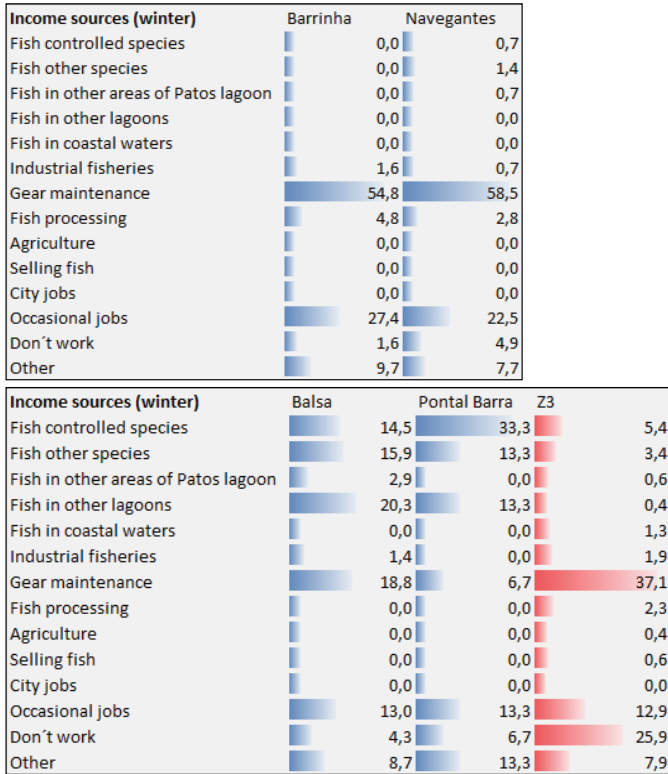 Income sources (winter) Barrinha Navegantes
Fish controlled species 0,0 0,7
Fish other species 0,0 1,4
Fish in other areas of Patos lagoon 0,0 0,7
Fish in other lagoons 0,0 0,0
Fish in coastal waters 0,0 0,0
Industrial fisheries 1,6 0,7
Gear maintenance 54,8 58,5
Fish processing 4,8 2,8
Agriculture 0,0 0,0
Selling fish 0,0 0,0
City jobs 0,0 0,0
Occasional jobs 27,4 22,5
Don´t work 1,6 4,9
Other 9,7 7,7
Income sources (winter) Balsa Pontal Barra Z3
Fish controlled species 14,5 33,3 5,4
Fish other species 15,9 13,3 3,4
Fish in other areas of Patos lagoon 2,9 0,0 0,6
Fish in other lagoons 20,3 13,3 0,4
Fish in coastal waters 0,0 0,0 1,3
Industrial fisheries 1,4 0,0 1,9
Gear maintenance 18,8 6,7 37,1
Fish processing 0,0 0,0 2,3
Agriculture 0,0 0,0 0,4
Selling fish 0,0 0,0 0,6
City jobs 0,0 0,0 0,0
Occasional jobs 13,0 13,3 12,9
Don´t work 4,3 6,7 25,9
Other 8,7 13,3 7,9